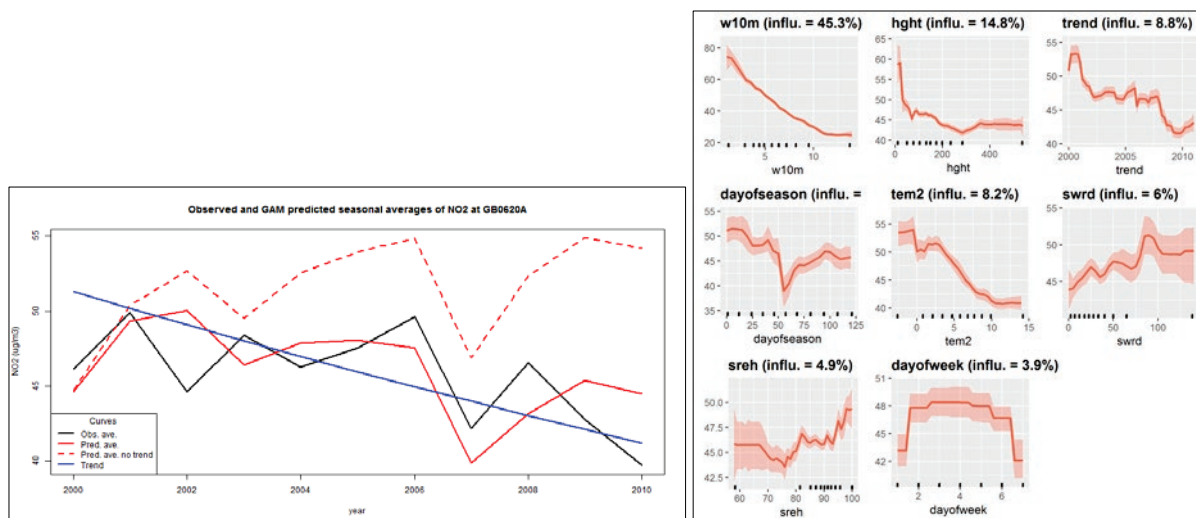 Observed and GAM predicted seasonal averages of NO2 at GB0620A
NO2 (ug/m3)
55
50
45
40
Curves
Obs. ave.
Pred. ave.
Pred. ave. no trend
Trend
2000 2002 2004 2006 2008 2010
year
w10m (influ. = 45.3%)
80
60
40
20
5 10
w10m
hght (influ. = 14.8%)
65
60
55
50
45
0 200 400
hght
trend (influ. = 8.8%)
55
50
45
40
2000 2005 2010
trend
dayofseason (influ. =
55
50
45
40
35
0 25 50 75 100 125
dayofseason
tem2 (influ. = 8.2%)
55
50
45
40
0 5 10 15
tem2
swrd (influ. = 6%)
55
50
45
0 50 100
swrd
sreh (influ. = 4.9%)
50.0
47.5
45.0
42.5
60 70 80 90 100
sreh
dayofweek (influ. = 3.9%)
51
48
45
42
2 4 6
dayofweek